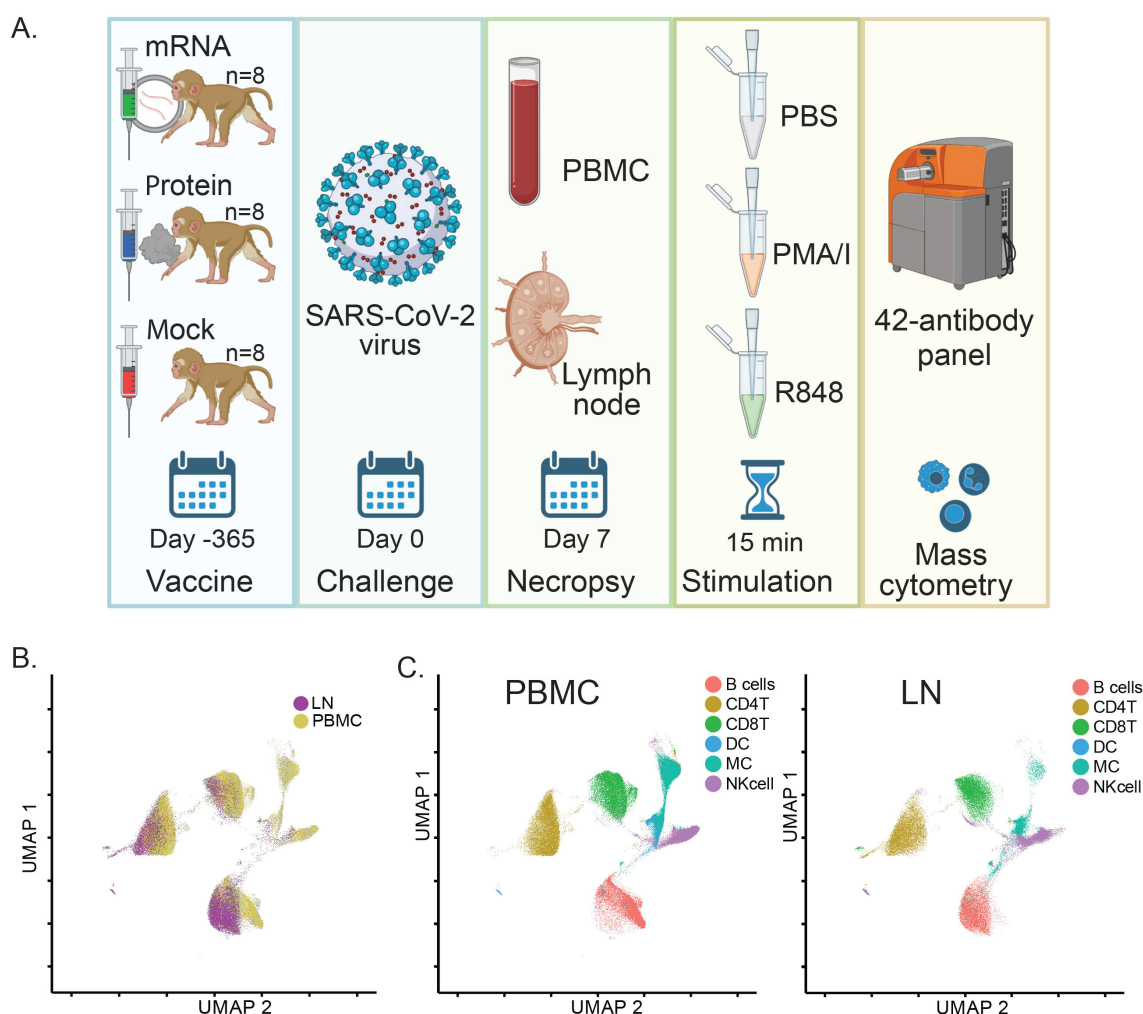 A.
mRNA
n=8
Protein
n=8
Mock
n=8
Day -365
Vaccine
SARS-CoV-2
virus
Day 0
Challenge
PBMC
Lymph
node
Day 7
Necropsy
PBS
PMA/I
R848
15 min
Stimulation
42-antibody
panel
Mass
cytometry
B.
LN
PBMC
UMAP 1
UMAP 2
C.
PBMC
B cells
CD4T
CD8T
DC
MC
NKcell
UMAP 1
UMAP 2
LN
B cells
CD4T
CD8T
DC
MC
NKcell
UMAP 1
UMAP 2